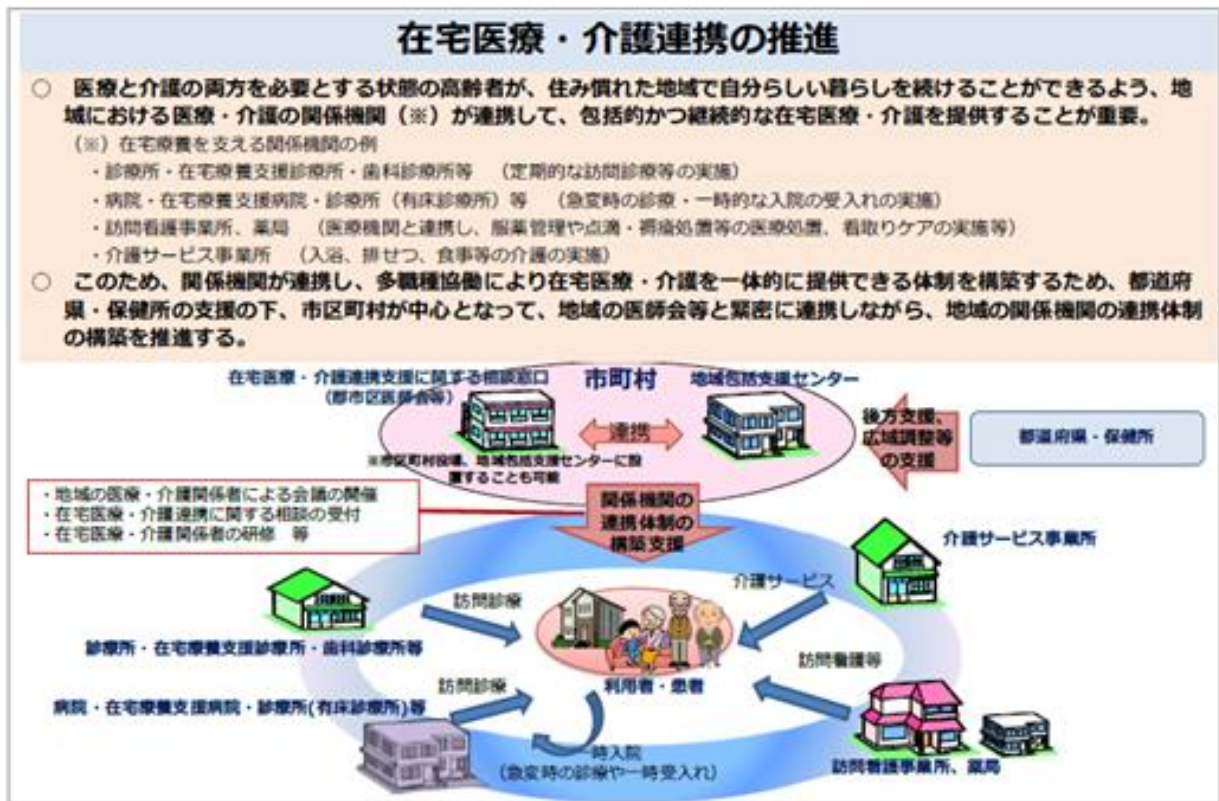 在宅医療・介護連携の推進
○ 医療と介護の両方を必要とする状態の高齢者が、住み慣れた地域で自分らしい暮らしを続けることができるよう、地
域における医療・介護の関係機関（※）が連携して、包括的かつ継続的な在宅医療・介護を提供することが重要。
（※）在宅療養を支える関係機関の例
・診療所・在宅療養支援診療所・歯科診療所等　（定期的な訪問診療等の実施）
・病院・在宅療養支援病院・診療所（有床診療所）等　（急変時の診療・一時的な入院の受入れの実施）
・訪問看護事業所、薬局　（医療機関と連携し、服薬管理や点滴・褥瘡処置等の医療処置、看取りケアの実施等）
・介護サービス事業所　（入浴、排せつ、食事等の介護の実施）
○ このため、関係機関が連携し、多職種協働により在宅医療・介護を一体的に提供できる体制を構築するため、都道府
県・保健所の支援の下、市区町村が中心となって、地域の医師会等と緊密に連携しながら、地域の関係機関の連携体制
の構築を推進する。
在宅医療・介護連携支援に関する相談窓口
（郡市区医師会等）
市町村
地域包括支援センター
連携
※市区町村役場、地域包括支援センターに設
置することも可能
後方支援、
広域調整等
の支援
都道府県・保健所
・地域の医療・介護関係者による会議の開催
・在宅医療・介護連携に関する相談の受付
・在宅医療・介護関係者の研修　等
関係機関の
連携体制の
構築支援
介護サービス事業所
介護サービス
訪問診療
診療所・在宅療養支援診療所・歯科診療所等
利用者・患者
訪問看護等
訪問診療
病院・在宅療養支援病院・診療所(有床診療所)等
一時入院
（急変時の診療や一時受入れ）
訪問看護事業所、薬局